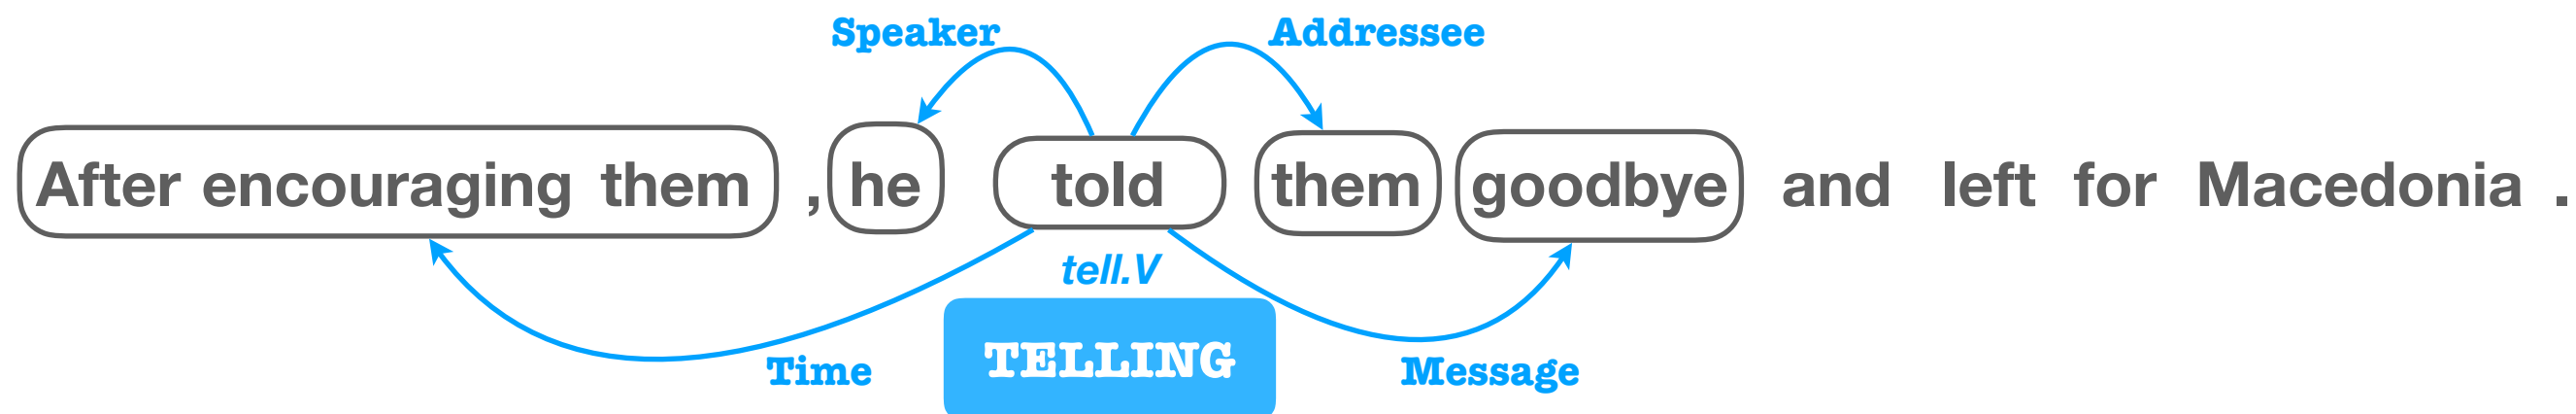 Speaker Addressee
After encouraging them , he told them goodbye and left for Macedonia .
tell.V
TELLING
Time Message